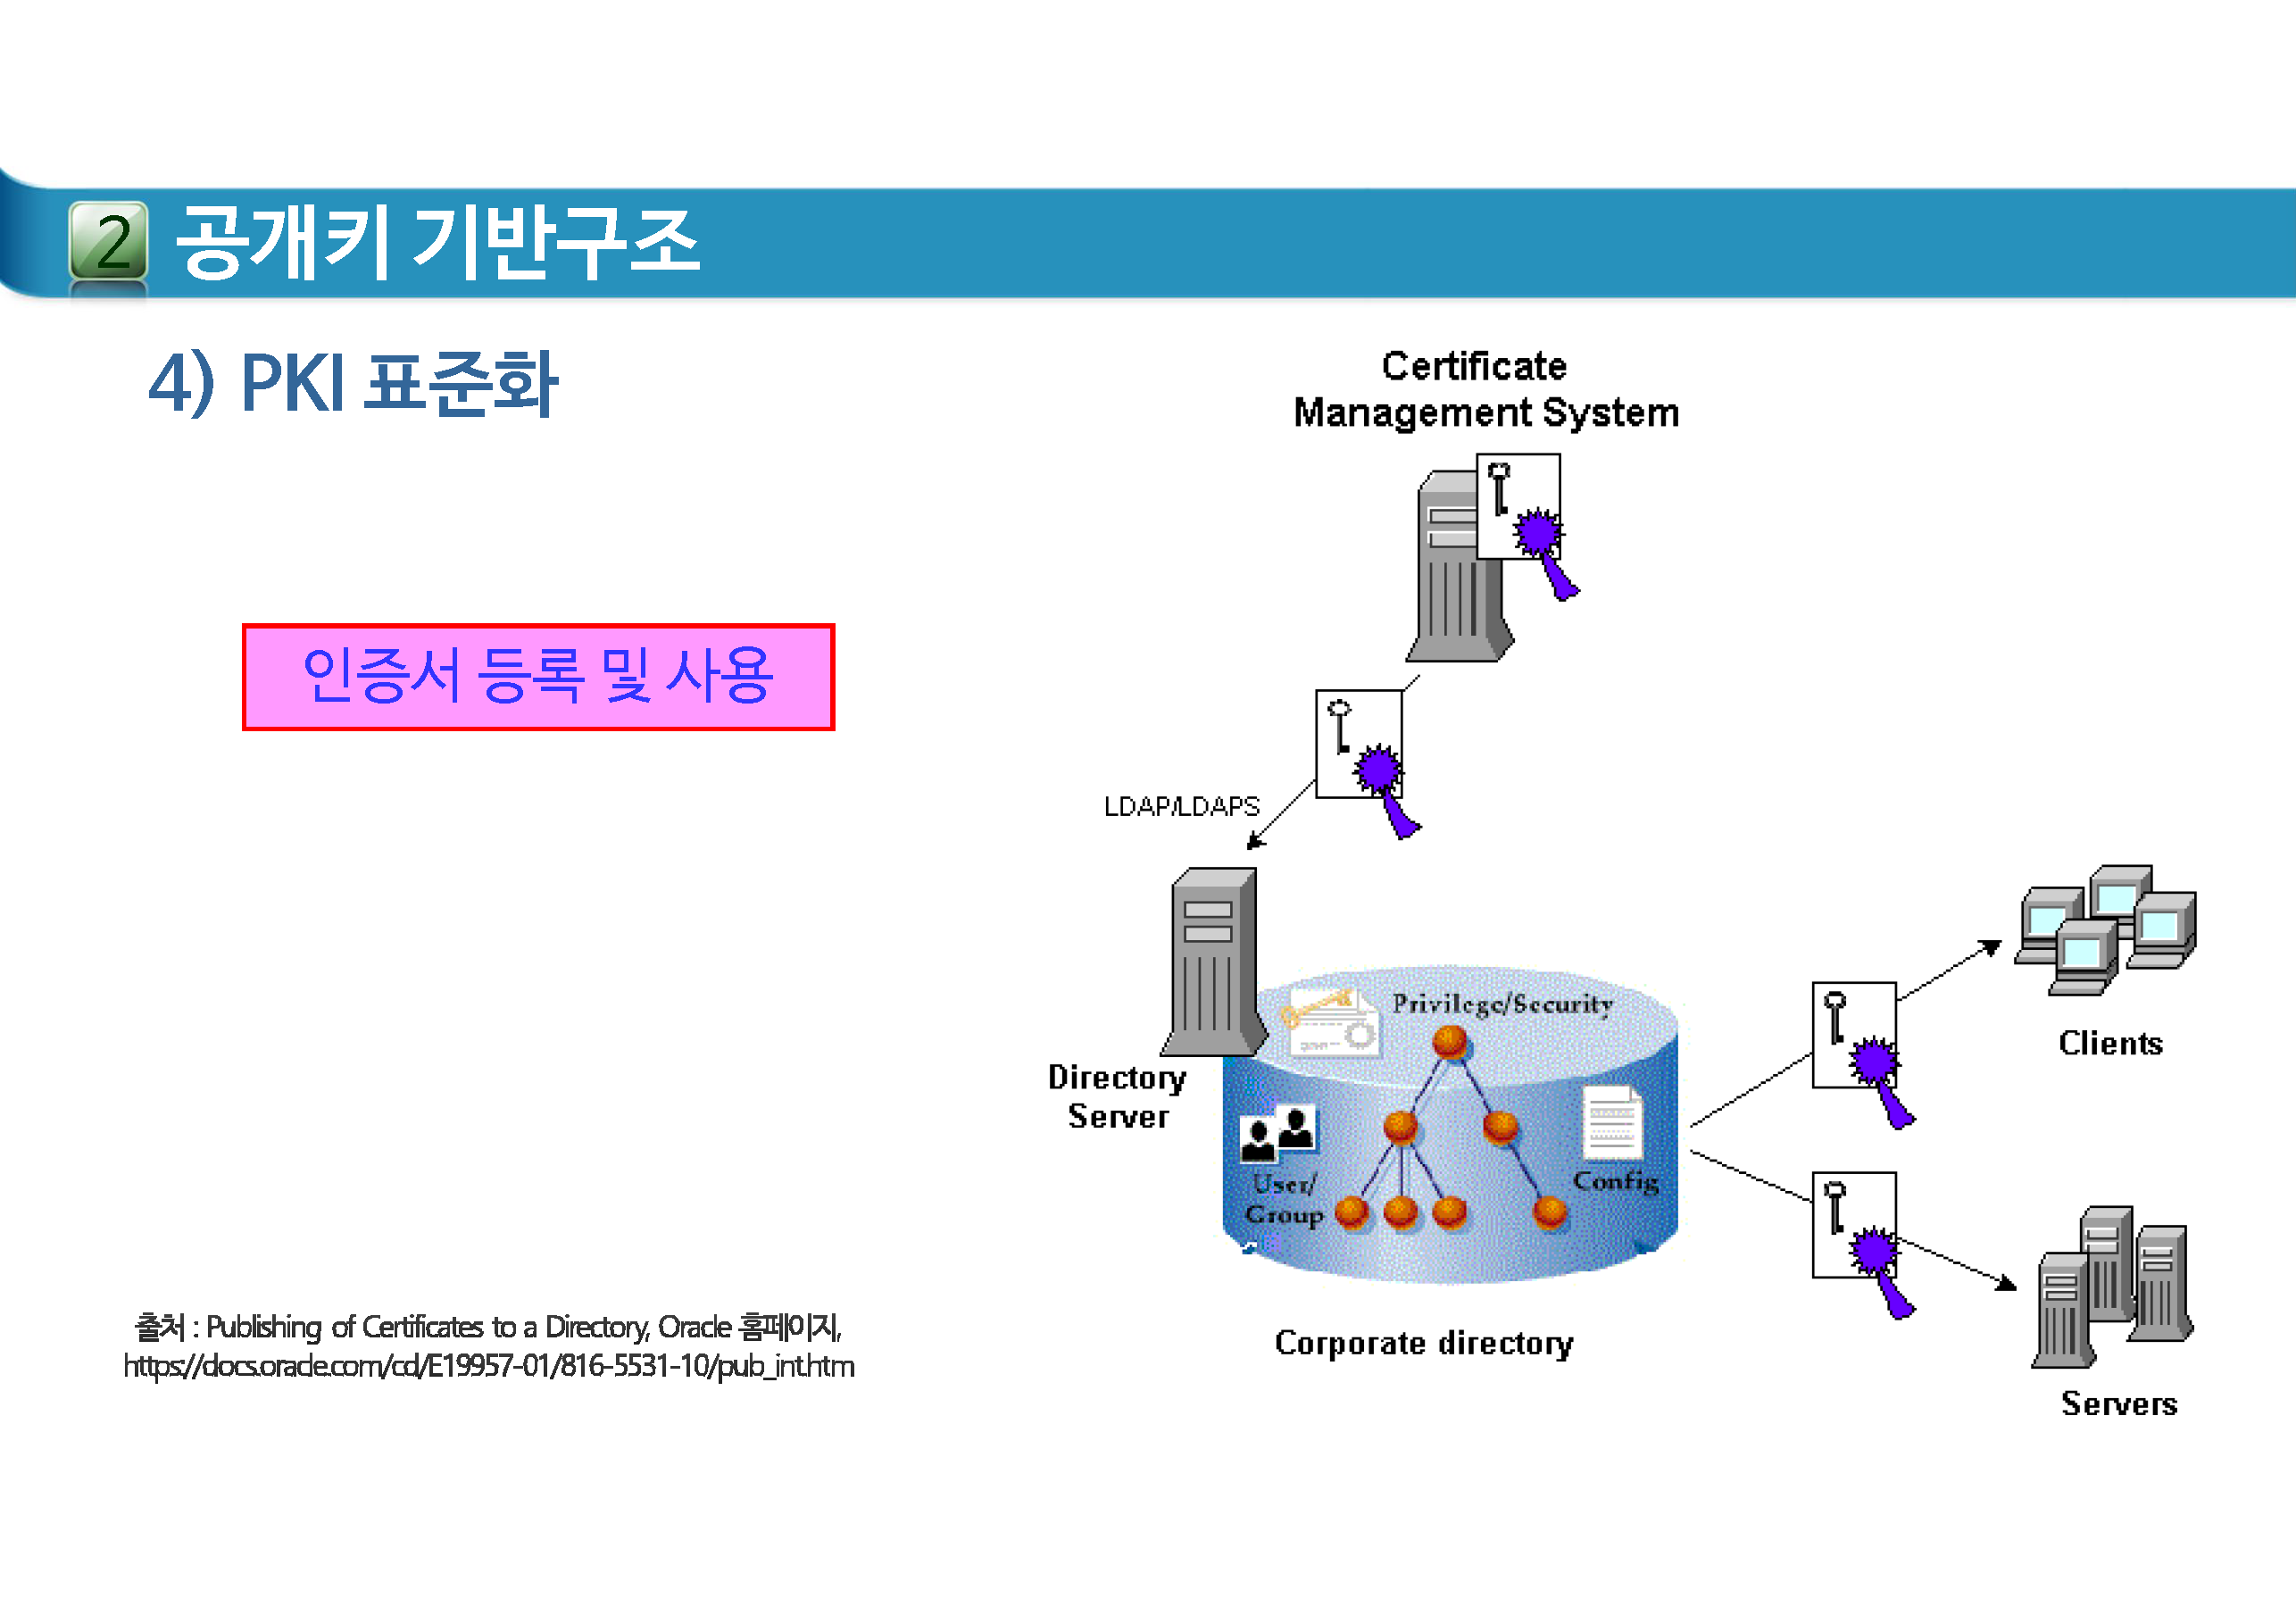 2 공개키 기반구조
4) PKI 표준화
Certificate
Management System
인증서 등록 및 사용
LDAP/LDAPS
Privilege/Security
Clients
Directory
Server
User/
Group
Config
출처 : Publishing of Certificates to a Directory, Oracle 홈페이지,
https://docs.oracle.com/cd/E19957-01/816-5531-10/pub_int.htm
Corporate directory
Servers